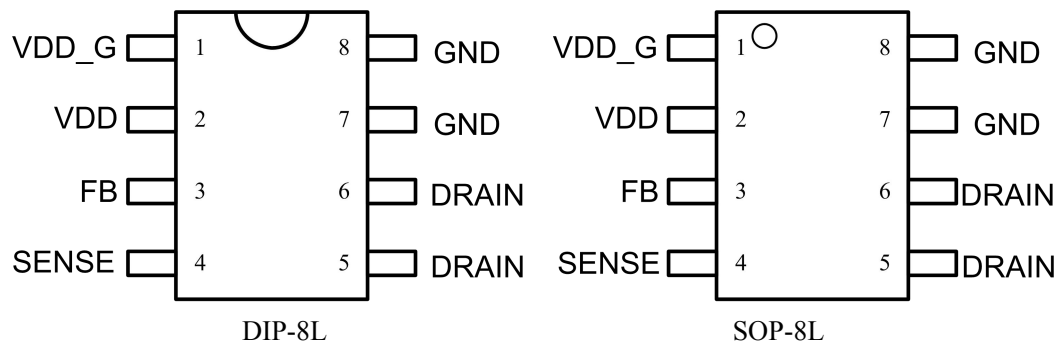 VDD_G 1 8 GND
VDD 2 7 GND
FB 3 6 DRAIN
SENSE 4 5 DRAIN
DIP-8L
VDD_G 1 8 GND
VDD 2 7 GND
FB 3 6 DRAIN
SENSE 4 5 DRAIN
SOP-8L